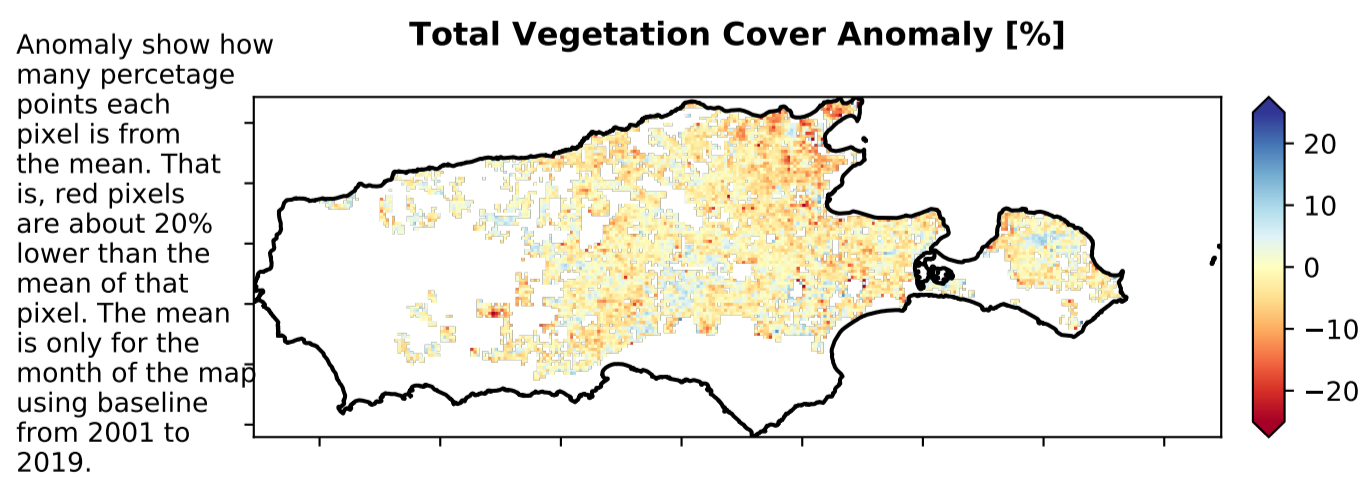 Total Vegetation Cover Anomaly [%]
Anomaly show how
many percetage
points each
pixel is from
the mean. That
is, red pixels
are about 20%
lower than the
mean of that
pixel. The mean
is only for the
month of the map
using baseline
from 2001 to
2019.
20
10
0
−10
−20